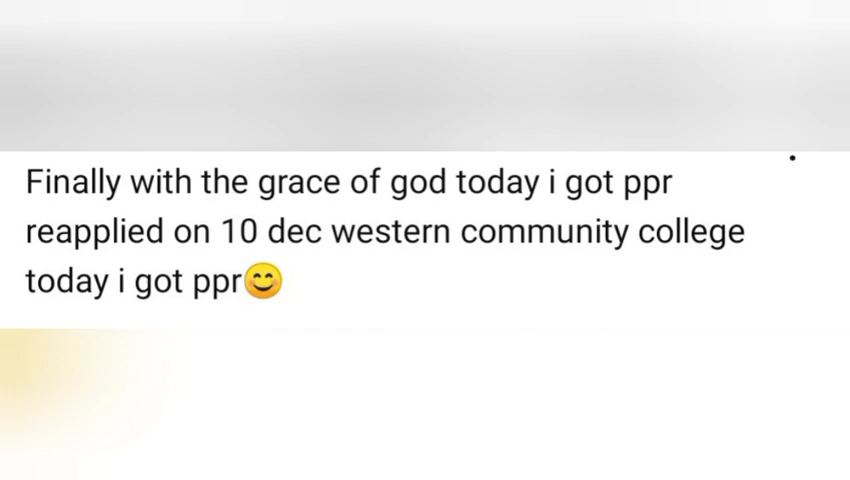 Finally with the grace of god today i got ppr
reapplied on 10 dec western community college
today i got ppr😊